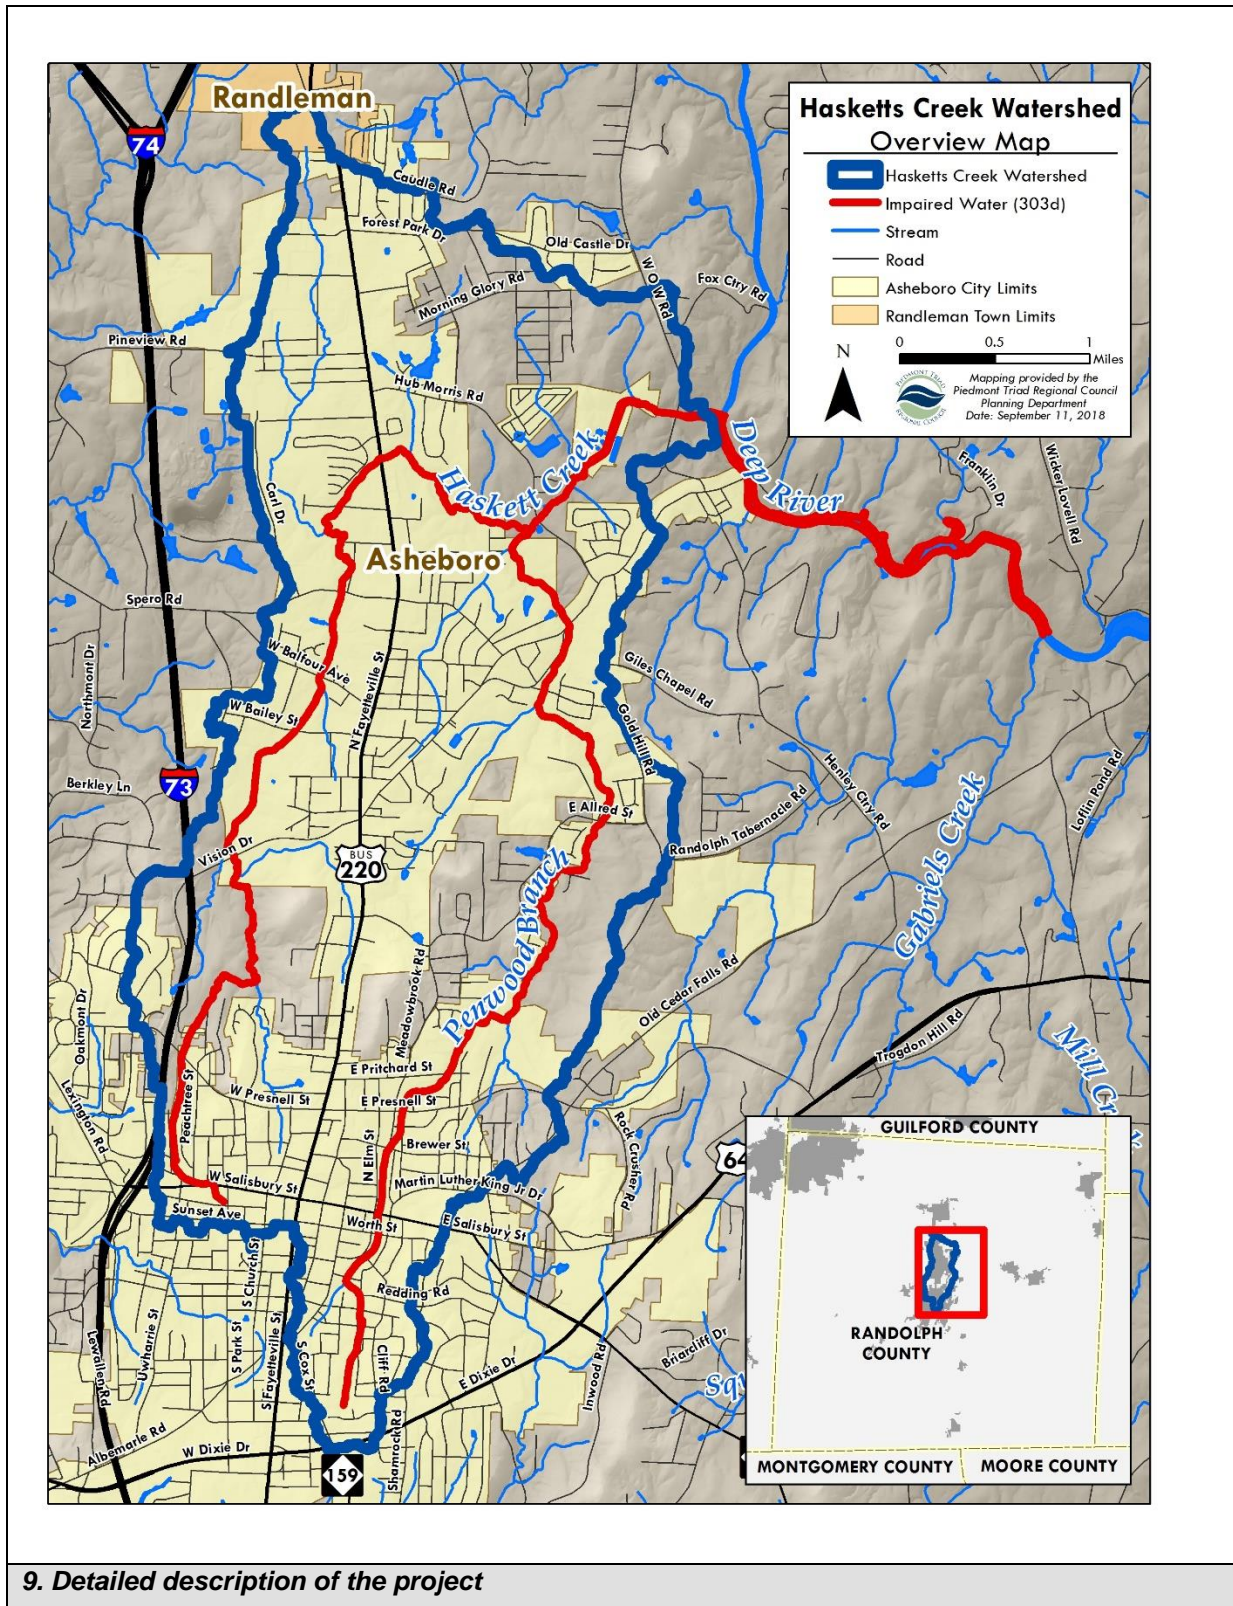 Randleman
74
Hasketts Creek Watershed
Overview Map
Hasketts Creek Watershed
Impaired Water (303d)
Stream
Road
Asheboro City Limits
Randleman Town Limits
0 0.5 1
Miles
N
PIEDMONT TRIAD
REGIONAL COUNCIL
Mapping provided by the
Piedmont Triad Regional Council
Planning Department
Date: September 11, 2018
Caudle Rd
Forest Park Dr
Old Castle Dr
W O W Rd
Fox Ctry Rd
Morning Glory Rd
Pineview Rd
Hub Morris Rd
Haskett Creek
Deep River
Franklin Dr
Wicker Lovell Rd
Carl Dr
Asheboro
Spero Rd
Northmont Dr
W Balfour Ave
W Bailey St
N Fayetteville St
Giles Chapel Rd
Gold Hill Rd
Henley Ctry Rd
Loflin Pond Rd
73
Berkley Ln
E Allred St
Randolph Tabernacle Rd
Vision Dr
BUS
220
Penwood Branch
Gabriels Creek
Meadowbrook Rd
Old Cedar Falls Rd
Trogdon Hill Rd
Oakmont Dr
Mill Cr
Lexington Rd
Peachtree St
E Pritchard St
W Presnell St
E Presnell St
Rock Crusher Rd
N Elm St
Brewer St
64
Martin Luther King Jr Dr
W Salisbury St
Sunset Ave
Worth St
E Salisbury St
S Church St
Redding Rd
Uwharrie St
S Park St
S Fayetteville St
S Cox St
Cliff Rd
E Dixie Dr
Inwood Rd
Briarcliff Dr
Squ
Lewallen Rd
Albemarle Rd
W Dixie Dr
Shamrock Rd
159
GUILFORD COUNTY
RANDOLPH
COUNTY
MONTGOMERY COUNTY
MOORE COUNTY
9. Detailed description of the project